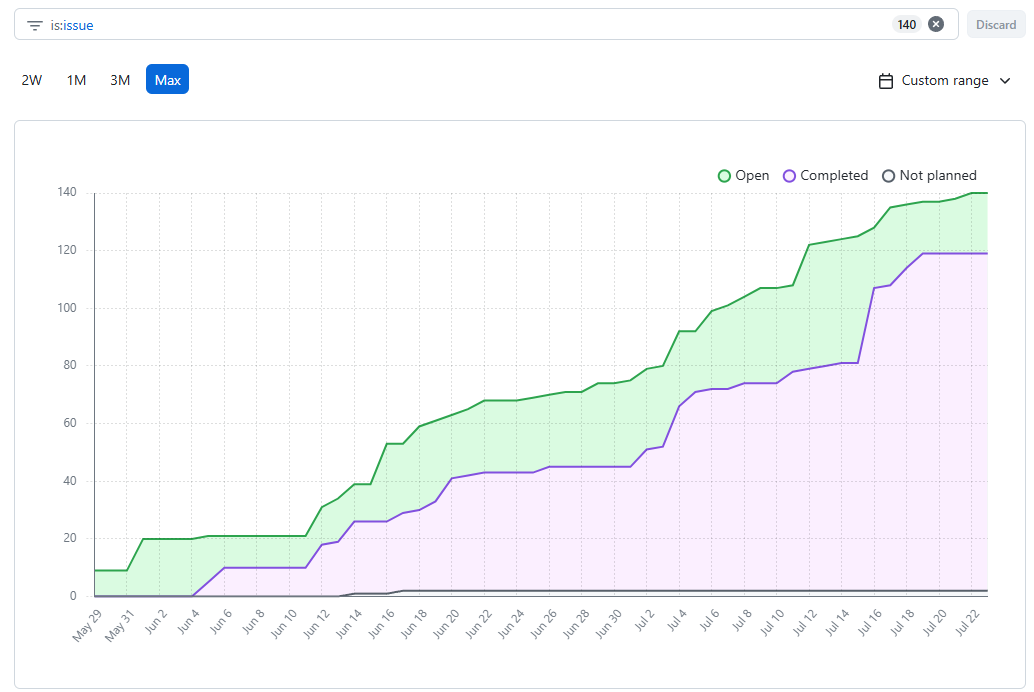 is:issue 140 Discard
2W 1M 3M Max Custom range
Open Completed Not planned
140
120
100
80
60
40
20
0
May 29 May 31 Jun 2 Jun 4 Jun 6 Jun 8 Jun 10 Jun 12 Jun 14 Jun 16 Jun 18 Jun 20 Jun 22 Jun 24 Jun 26 Jun 28 Jun 30 Jul 2 Jul 4 Jul 6 Jul 8 Jul 10 Jul 12 Jul 14 Jul 16 Jul 18 Jul 20 Jul 22